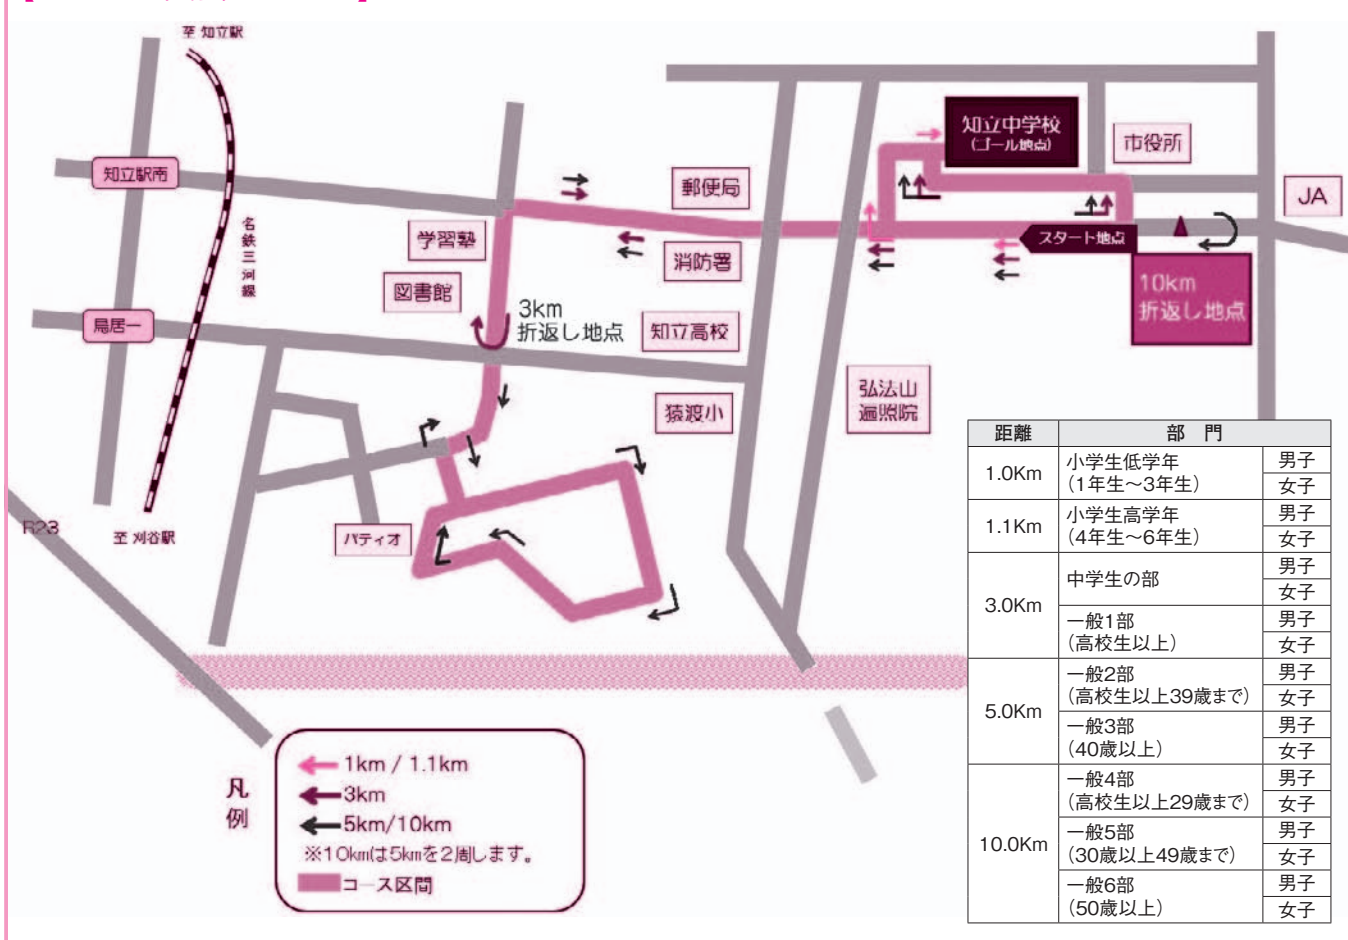 至 知立駅
知立中学校
(ゴール地点)
市役所
知立駅南
郵便局
JA
名鉄三河線
学習塾
消防署
スタート地点
図書館
3km
折返し地点
10km
折返し地点
鳥居一
知立高校
弘法山
遍照院
猿渡小
R23
至 刈谷駅
パティオ
距離 部 門
1.0Km 小学生低学年 男子
(1年生～3年生) 女子
1.1Km 小学生高学年 男子
(4年生～6年生) 女子
3.0Km 中学生の部 男子
女子
一般1部 男子
(高校生以上) 女子
5.0Km 一般2部 男子
(高校生以上39歳まで) 女子
一般3部 男子
(40歳以上) 女子
10.0Km 一般4部 男子
(高校生以上29歳まで) 女子
一般5部 男子
(30歳以上49歳まで) 女子
一般6部 男子
(50歳以上) 女子
凡例
1km / 1.1km
3km
5km/10km
※10kmは5kmを2周します。
コース区間